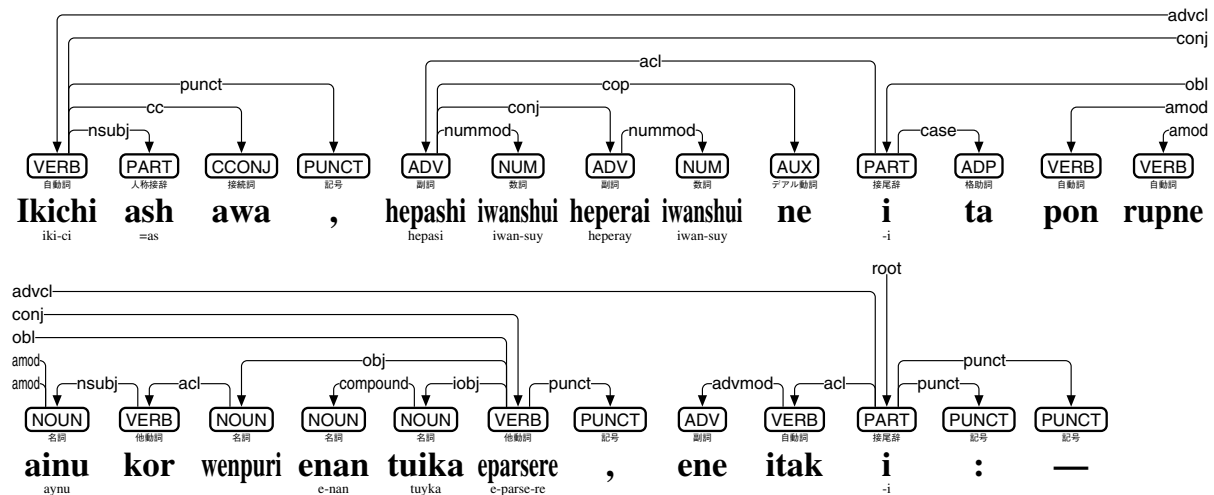 advcl
conj
acl
punct cop obl
cc conj amod
nsubj nummod nummod case amod
VERB PART CCONJ PUNCT ADV NUM ADV NUM AUX PART ADP VERB VERB
自動詞 人称接辞 接続詞 記号 副詞 数詞 副詞 数詞 デアル動詞 接尾辞 格助詞 自動詞 自動詞
Ikichi ash awa , hepashi iwanshui heperai iwanshui ne i ta pon rupne
iki-ci =as hepasi iwan-suy heperay iwan-suy -i
root
advcl
conj
obl
amod obj punct
amod nsubj acl compound iobj punct advmod acl punct
NOUN VERB NOUN NOUN NOUN VERB PUNCT ADV VERB PART PUNCT PUNCT
名詞 他動詞 名詞 名詞 名詞 他動詞 記号 副詞 自動詞 接尾辞 記号 記号
ainu kor wenpuri enan tuika eparsere , ene itak i : —
aynu e-nan tuyka e-parse-re -i